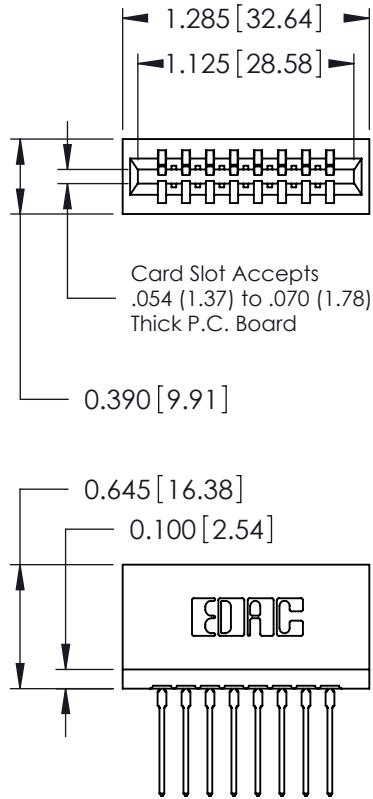 1.285 [32.64]
1.125 [28.58]
Card Slot Accepts
.054 (1.37) to .070 (1.78)
Thick P.C. Board
0.390 [9.91]
0.645 [16.38]
0.100 [2.54]
EDAC